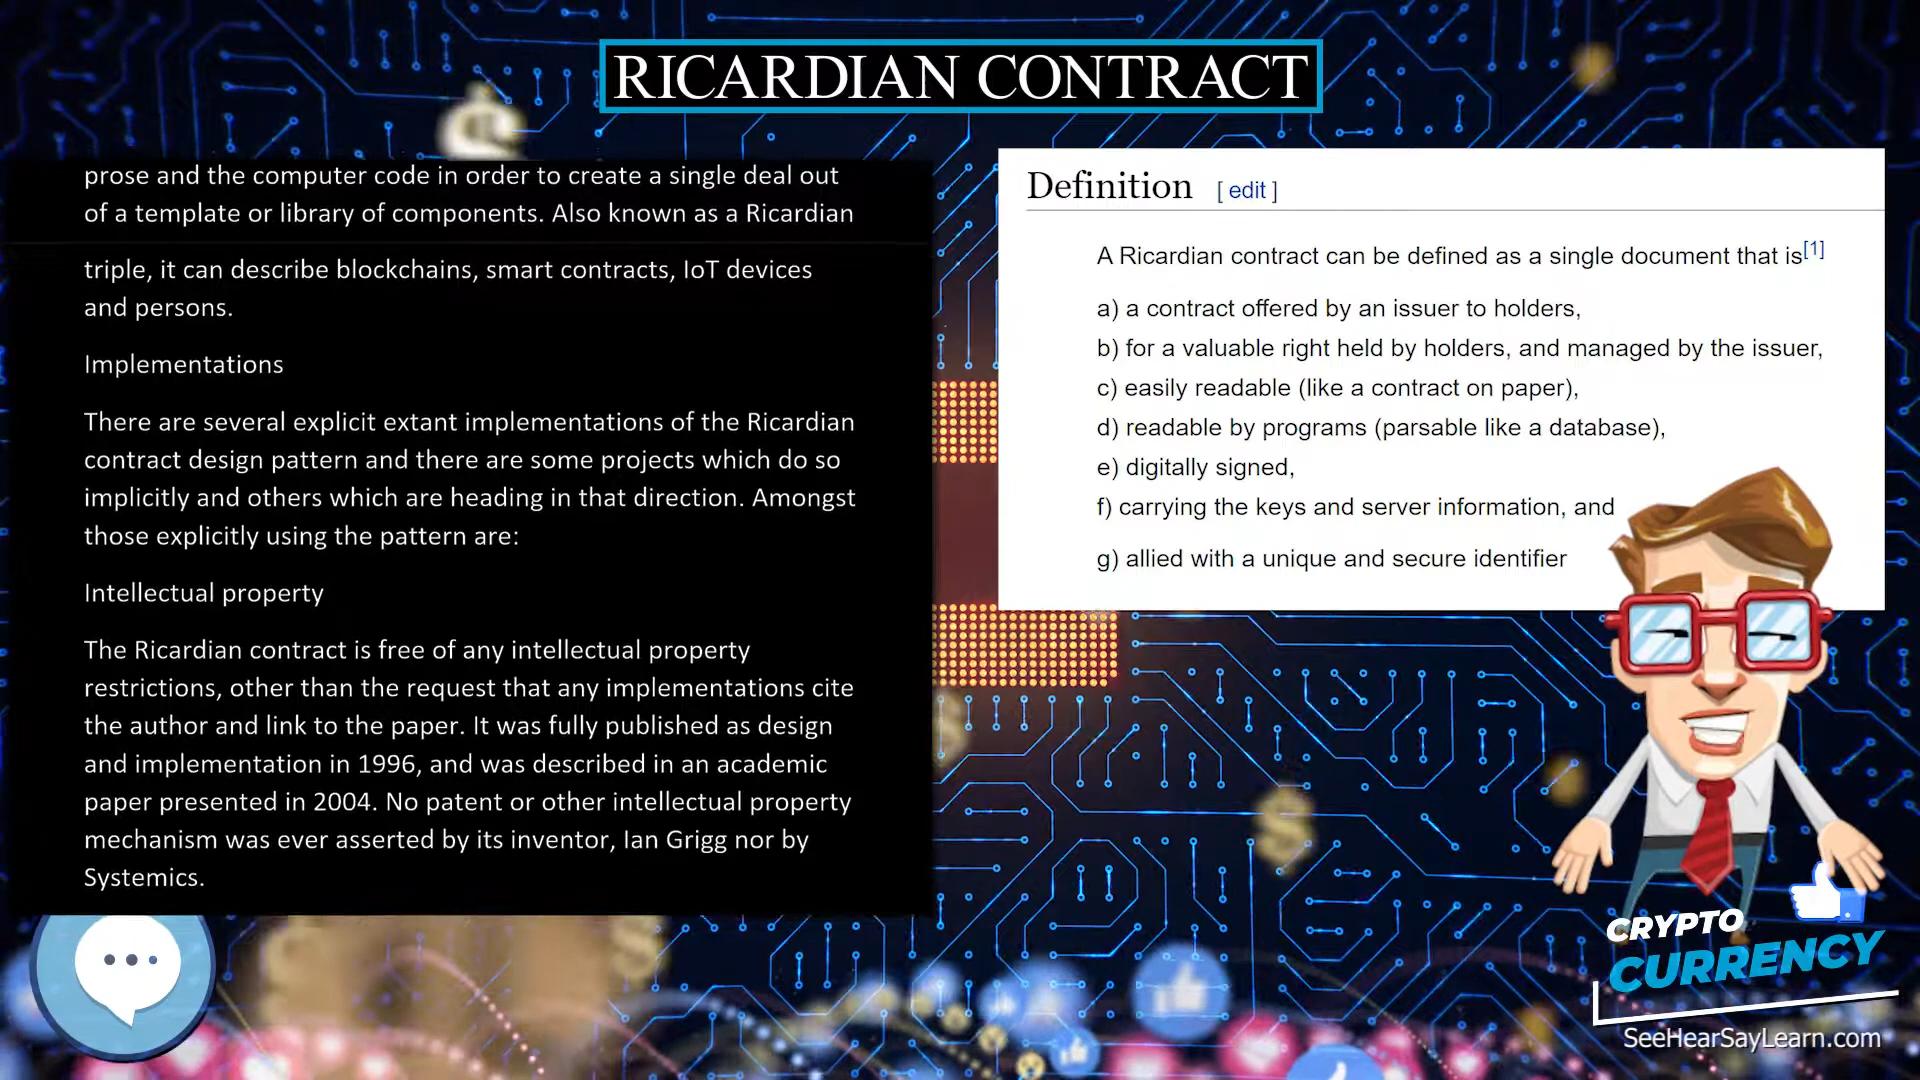 RICARDIAN CONTRACT
prose and the computer code in order to create a single deal out
of a template or library of components. Also known as a Ricardian
triple, it can describe blockchains, smart contracts, IoT devices
and persons.
Implementations
There are several explicit extant implementations of the Ricardian
contract design pattern and there are some projects which do so
implicitly and others which are heading in that direction. Amongst
those explicitly using the pattern are:
Intellectual property
The Ricardian contract is free of any intellectual property
restrictions, other than the request that any implementations cite
the author and link to the paper. It was fully published as design
and implementation in 1996, and was described in an academic
paper presented in 2004. No patent or other intellectual property
mechanism was ever asserted by its inventor, Ian Grigg nor by
Systemics.
Definition [ edit ]
A Ricardian contract can be defined as a single document that is[1]
a) a contract offered by an issuer to holders,
b) for a valuable right held by holders, and managed by the issuer,
c) easily readable (like a contract on paper),
d) readable by programs (parsable like a database),
e) digitally signed,
f) carrying the keys and server information, and
g) allied with a unique and secure identifier
CRYPTO
CURRENCY
SeeHearSayLearn.com